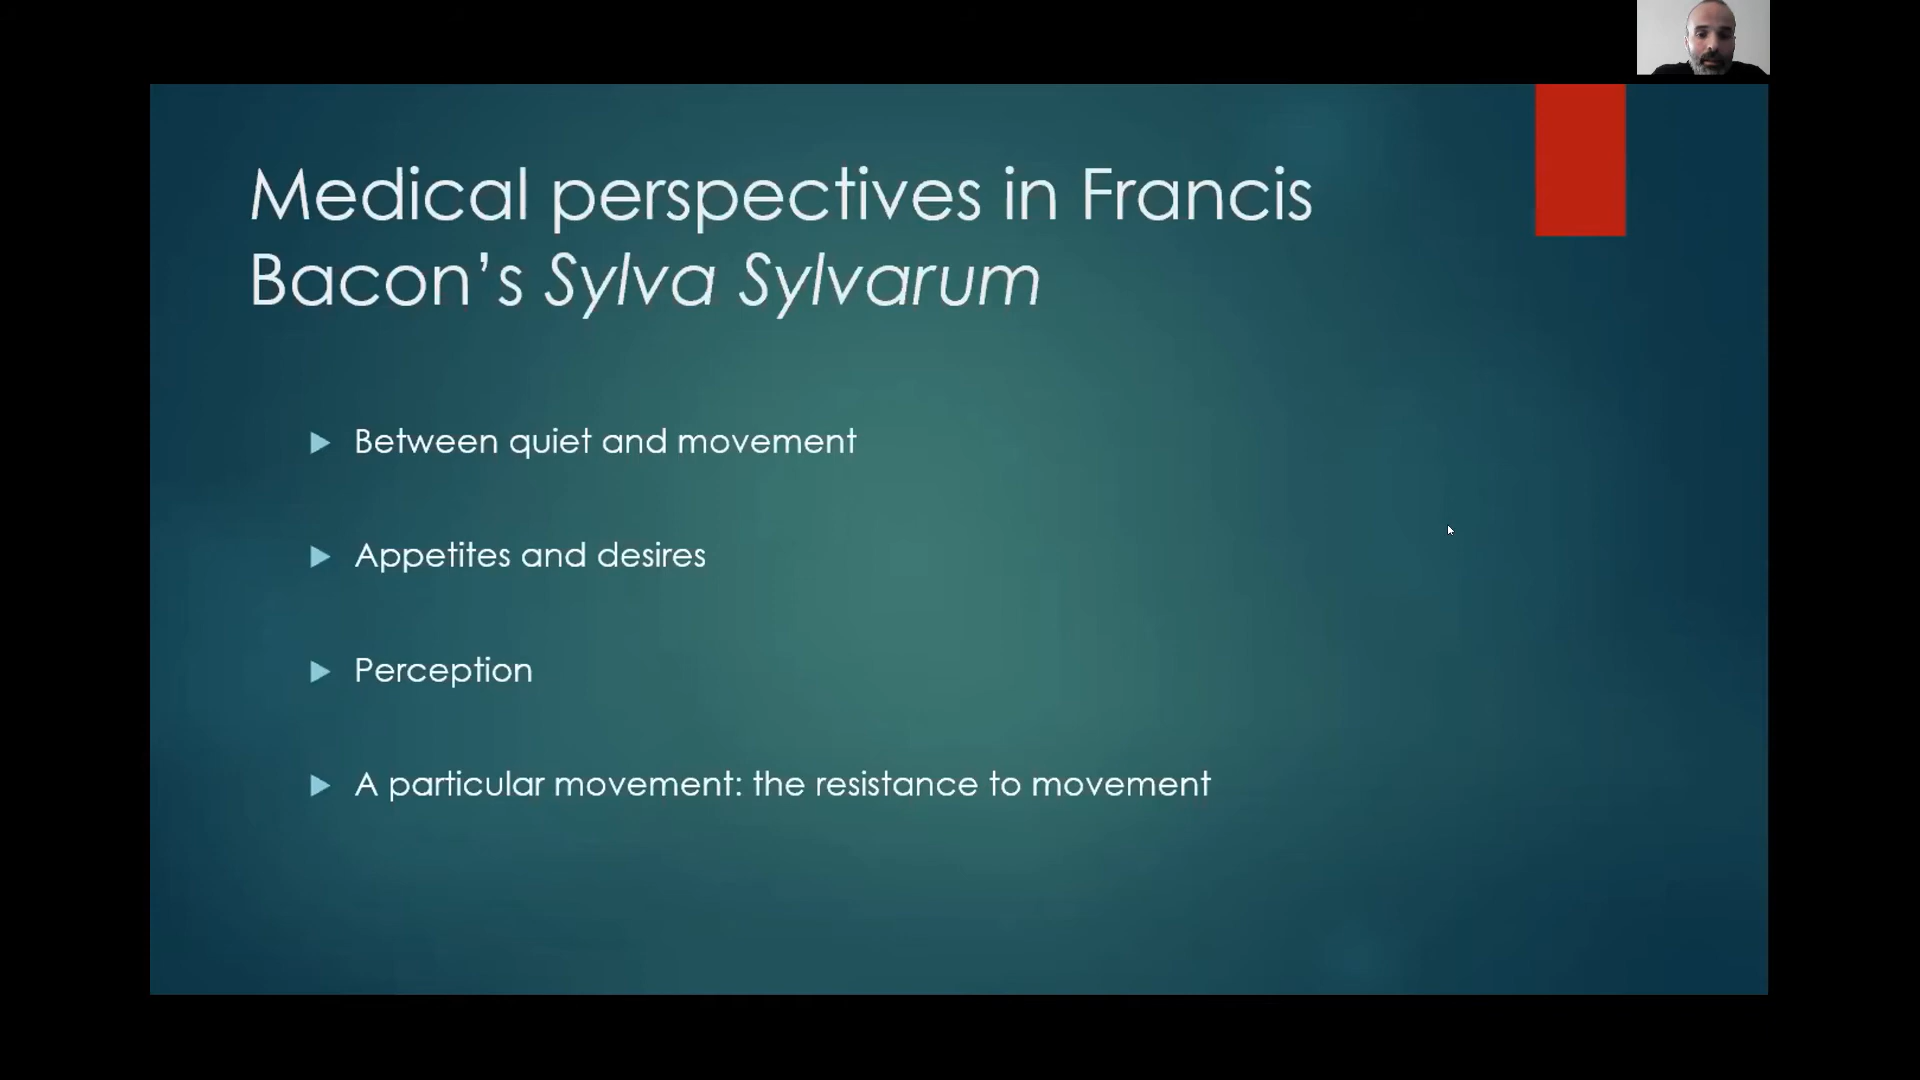 Medical perspectives in Francis
Bacon’s Sylva Sylvarum
Between quiet and movement
Appetites and desires
Perception
A particular movement: the resistance to movement